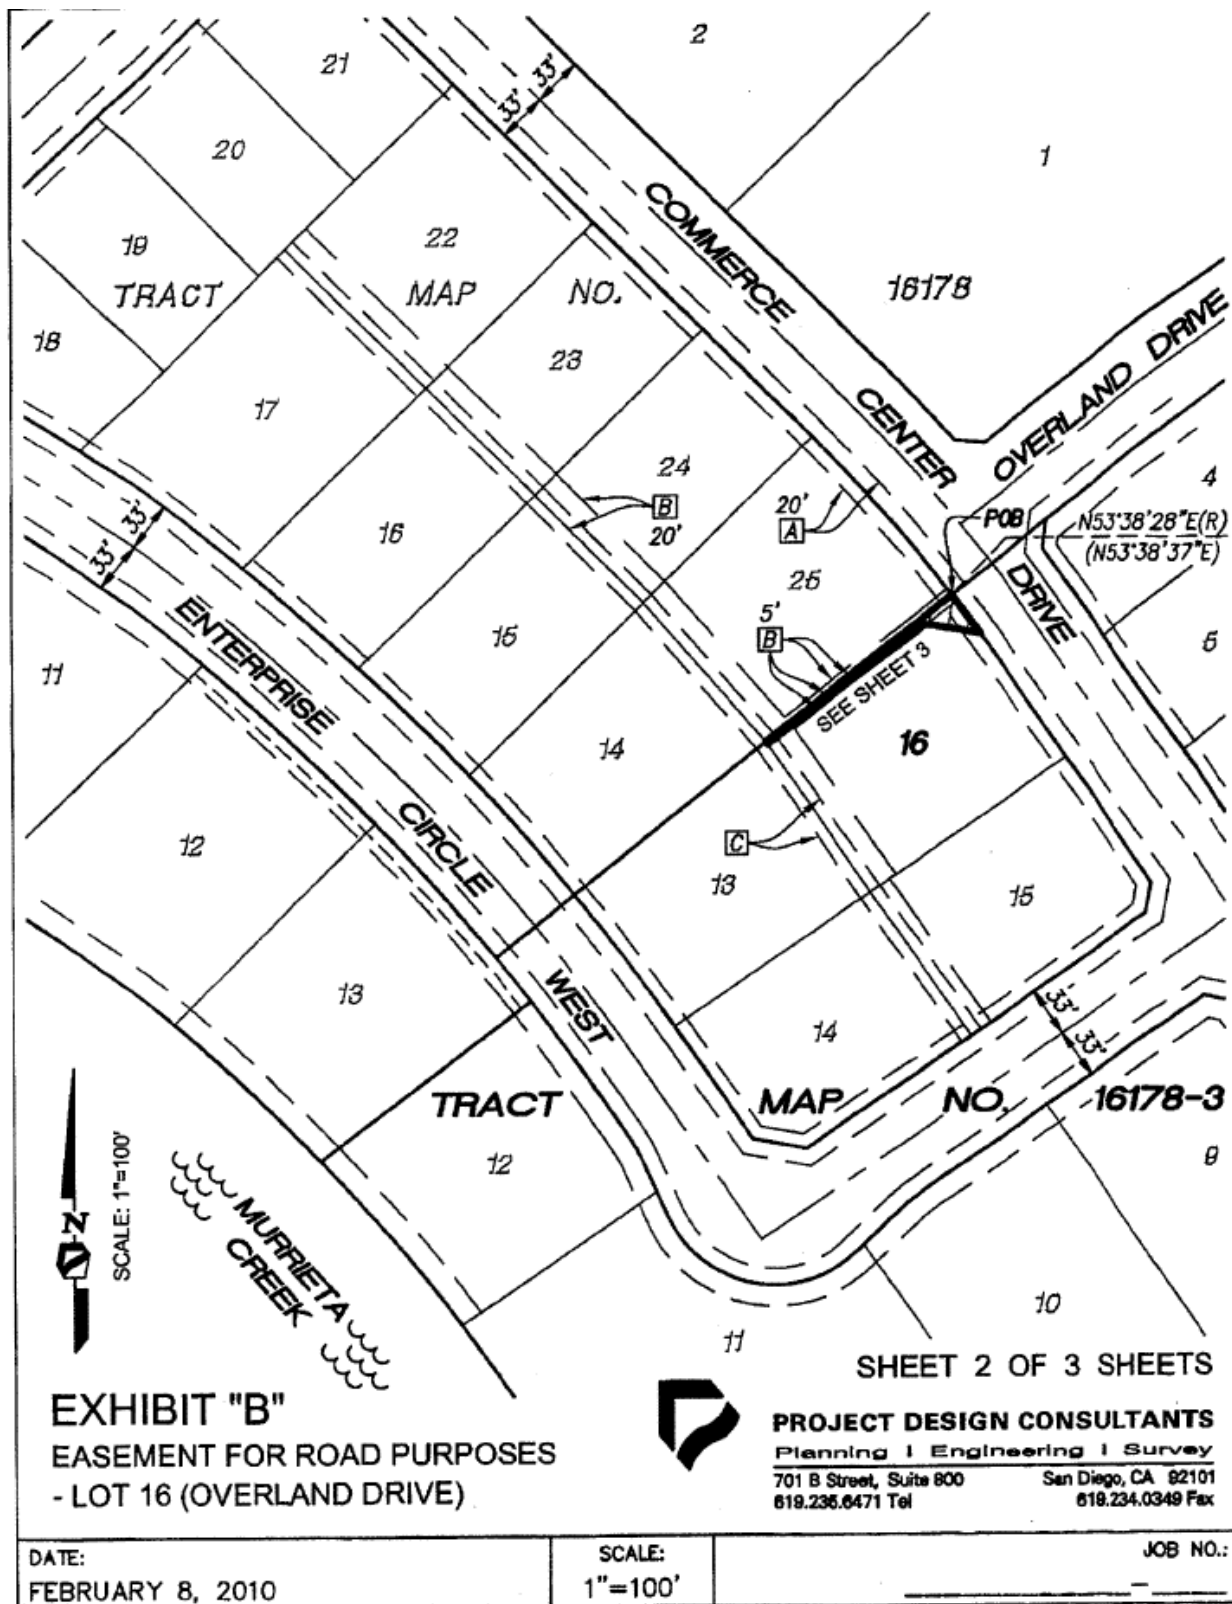 2
21
33'
33'
20
1
COMMERCE
22
19
TRACT MAP NO. 16178
18
23
OVERLAND DRIVE
17
CENTER
24
4
B
20'
20'
A
POB
N53°38'28"E(R)
(N53°38'37"E)
16
33'
33'
25
DRIVE
ENTERPRISE
5'
B
15
11
SEE SHEET 3
16
14
CIRCLE
12
C
13
15
13
WEST
14
33'
33'
TRACT MAP NO. 16178-3
12
9
SCALE: 1"=100'
N
MURRIETA
CREEK
10
11
SHEET 2 OF 3 SHEETS
EXHIBIT "B"
EASEMENT FOR ROAD PURPOSES
- LOT 16 (OVERLAND DRIVE)
PROJECT DESIGN CONSULTANTS
Planning | Engineering | Survey
701 B Street, Suite 800 San Diego, CA 92101
619.235.6471 Tel 619.234.0349 Fax
DATE:
FEBRUARY 8, 2010
SCALE:
1"=100'
JOB NO.: